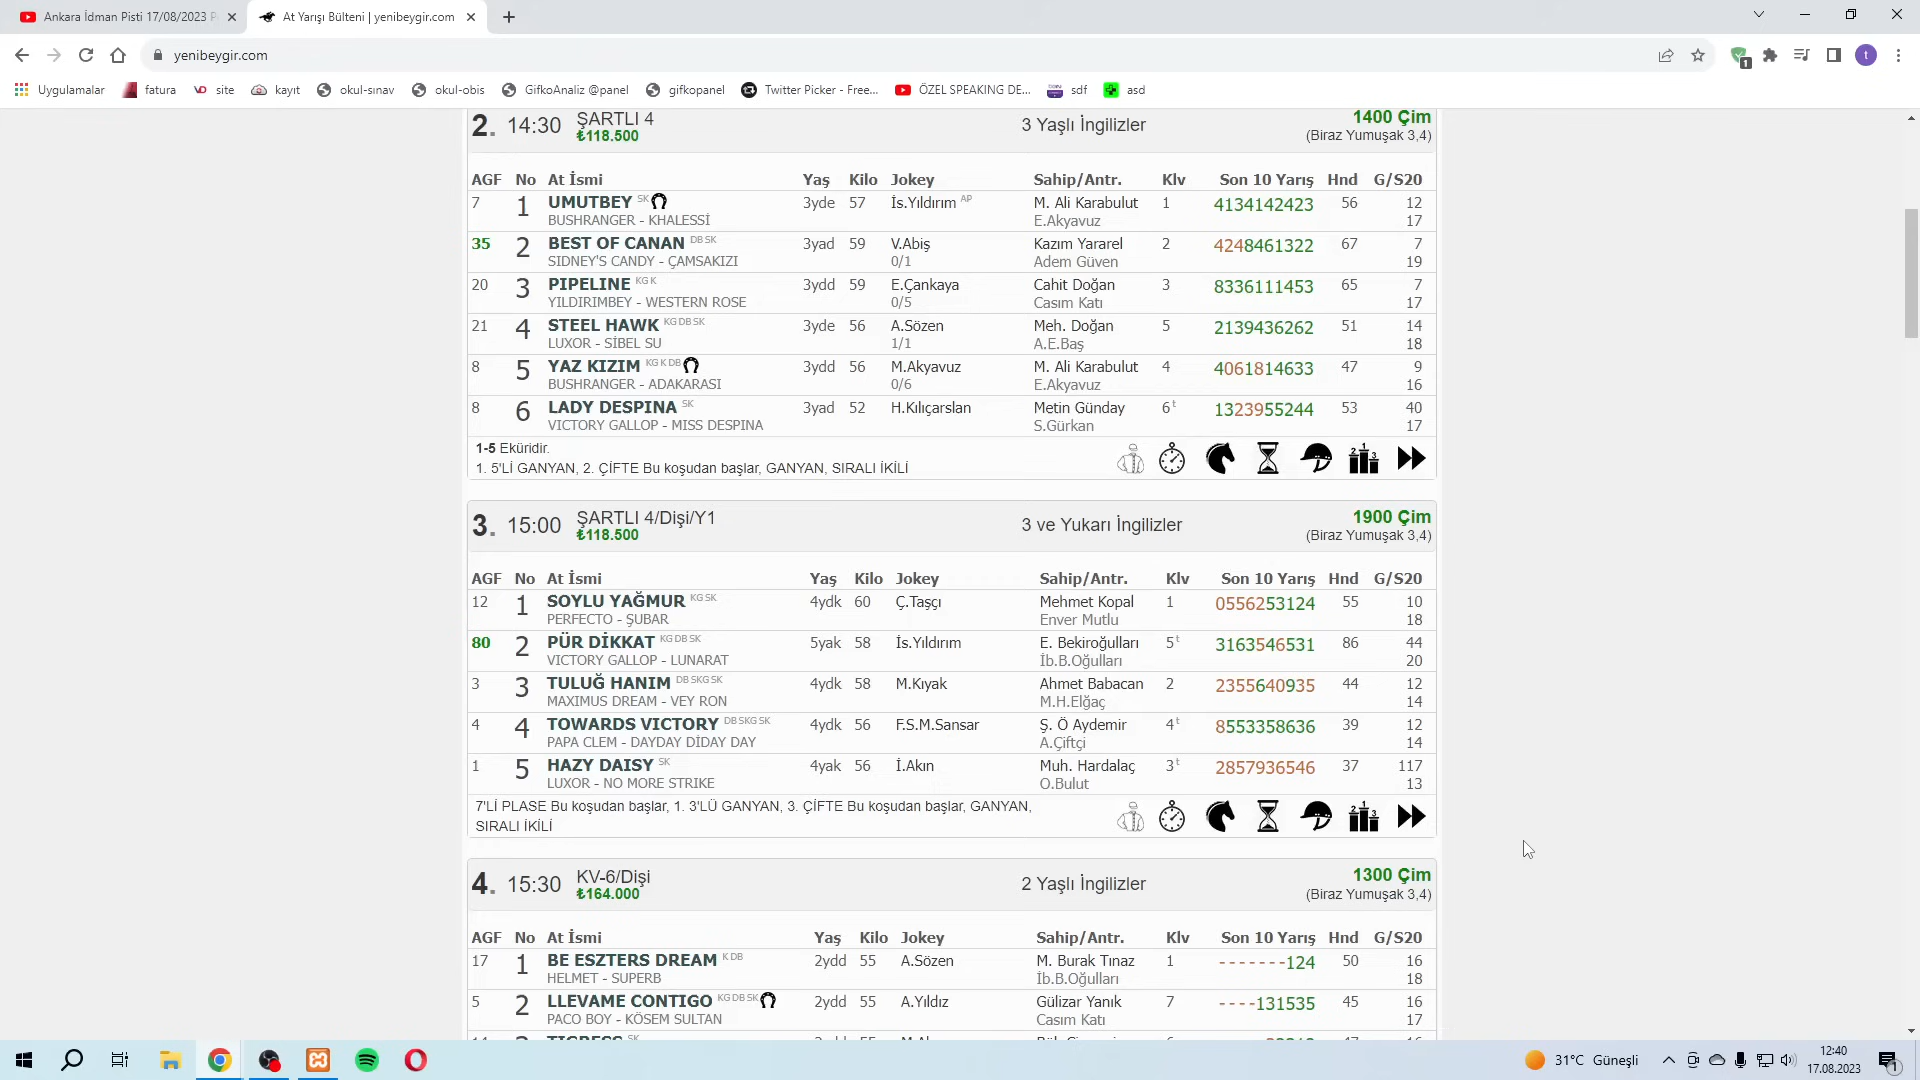 Ankara İdman Pisti 17/08/2023 P
At Yarışı Bülteni | yenibeygir.com
yenibeygir.com
1
t
Uygulamalar
fatura
VD site
kayıt
okul-sınav
okul-obis
GifkoAnaliz @panel
gifkopanel
Twitter Picker - Free...
ÖZEL SPEAKING DE...
sdf
asd
2. 14:30 ŞARTLI 4 3 Yaşlı İngilizler 1400 Çim
₺118.500 (Biraz Yumuşak 3,4)
AGF No At İsmi Yaş Kilo Jokey Sahip/Antr. Klv Son 10 Yarış Hnd G/S20
7 1 UMUTBEY SK 3yde 57 İs.Yıldırım AP M. Ali Karabulut 1 4134142423 56 12
BUSHRANGER - KHALESSİ E.Akyavuz 17
35 2 BEST OF CANAN DB SK 3yad 59 V.Abiş Kazım Yararel 2 4248461322 67 7
SIDNEY'S CANDY - ÇAMSAKIZI 0/1 Adem Güven 19
20 3 PIPELINE KG K 3ydd 59 E.Çankaya Cahit Doğan 3 8336111453 65 7
YILDIRIMBEY - WESTERN ROSE 0/5 Casım Katı 17
21 4 STEEL HAWK KG DB SK 3yde 56 A.Sözen Meh. Doğan 5 2139436262 51 14
LUXOR - SİBEL SU 1/1 A.E.Baş 18
8 5 YAZ KIZIM KG K DB 3ydd 56 M.Akyavuz M. Ali Karabulut 4 4061814633 47 9
BUSHRANGER - ADAKARASI 0/6 E.Akyavuz 16
8 6 LADY DESPINA SK 3yad 52 H.Kılıçarslan Metin Günday 6 t 1323955244 53 40
VICTORY GALLOP - MISS DESPINA S.Gürkan 17
1-5 Eküridir.
1. 5'Lİ GANYAN, 2. ÇİFTE Bu koşudan başlar, GANYAN, SIRALI İKİLİ
3. 15:00 ŞARTLI 4/Dişi/Y1 3 ve Yukarı İngilizler 1900 Çim
₺118.500 (Biraz Yumuşak 3,4)
AGF No At İsmi Yaş Kilo Jokey Sahip/Antr. Klv Son 10 Yarış Hnd G/S20
12 1 SOYLU YAĞMUR KG SK 4ydk 60 Ç.Taşçı Mehmet Kopal 1 0556253124 55 10
PERFECTO - ŞUBAR Enver Mutlu 18
80 2 PÜR DİKKAT KG DB SK 5yak 58 İs.Yıldırım E. Bekiroğulları 5 t 3163546531 86 44
VICTORY GALLOP - LUNARAT İb.B.Oğulları 20
3 3 TULUĞ HANIM DB SKG SK 4ydk 58 M.Kıyak Ahmet Babacan 2 2355640935 44 12
MAXIMUS DREAM - VEY RON M.H.Elğaç 14
4 4 TOWARDS VICTORY DB SKG SK 4ydk 56 F.S.M.Sansar Ş. Ö Aydemir 4 t 8553358636 39 12
PAPA CLEM - DAYDAY DİDAY DAY A.Çiftçi 14
1 5 HAZY DAISY SK 4yak 56 İ.Akın Muh. Hardalaç 3 t 2857936546 37 117
LUXOR - NO MORE STRIKE O.Bulut 13
7'Lİ PLASE Bu koşudan başlar, 1. 3'LÜ GANYAN, 3. ÇİFTE Bu koşudan başlar, GANYAN,
SIRALI İKİLİ
4. 15:30 KV-6/Dişi 2 Yaşlı İngilizler 1300 Çim
₺164.000 (Biraz Yumuşak 3,4)
AGF No At İsmi Yaş Kilo Jokey Sahip/Antr. Klv Son 10 Yarış Hnd G/S20
17 1 BE ESZTERS DREAM K DB 2ydd 55 A.Sözen M. Burak Tınaz 1 -------124 50 16
HELMET - SUPERB İb.B.Oğulları 18
5 2 LLEVAME CONTIGO KG DB SK 2ydd 55 A.Yıldız Gülizar Yanık 7 ----131535 45 16
PACO BOY - KÖSEM SULTAN Casım Katı 17
TIGRESS SK
31°C Güneşli
12:40
17.08.2023
1